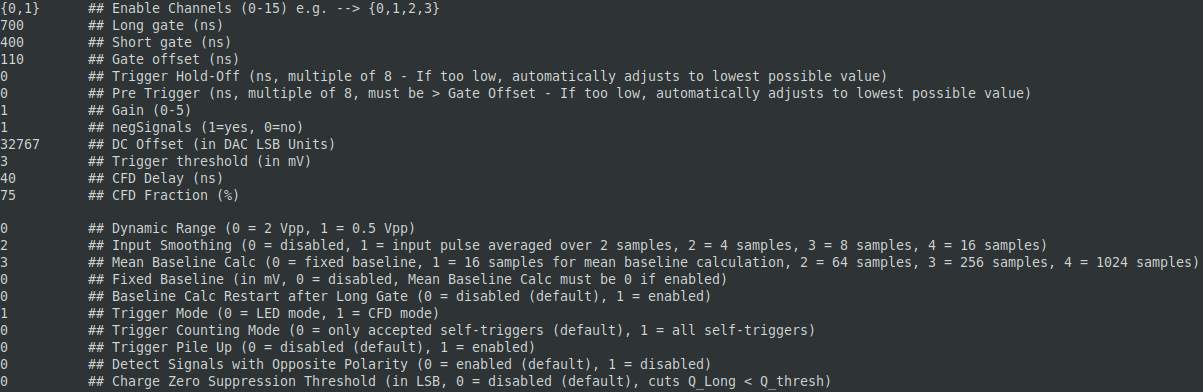 {0,1} ## Enable Channels (0-15) e.g. --> {0,1,2,3}
700 ## Long gate (ns)
400 ## Short gate (ns)
110 ## Gate offset (ns)
0 ## Trigger Hold-Off (ns, multiple of 8 - If too low, automatically adjusts to lowest possible value)
0 ## Pre Trigger (ns, multiple of 8, must be > Gate Offset - If too low, automatically adjusts to lowest possible value)
1 ## Gain (0-5)
1 ## negSignals (1=yes, 0=no)
32767 ## DC Offset (in DAC LSB Units)
3 ## Trigger threshold (in mV)
40 ## CFD Delay (ns)
75 ## CFD Fraction (%)
0 ## Dynamic Range (0 = 2 Vpp, 1 = 0.5 Vpp)
2 ## Input Smoothing (0 = disabled, 1 = input pulse averaged over 2 samples, 2 = 4 samples, 3 = 8 samples, 4 = 16 samples)
3 ## Mean Baseline Calc (0 = fixed baseline, 1 = 16 samples for mean baseline calculation, 2 = 64 samples, 3 = 256 samples, 4 = 1024 samples)
0 ## Fixed Baseline (in mV, 0 = disabled, Mean Baseline Calc must be 0 if enabled)
0 ## Baseline Calc Restart after Long Gate (0 = disabled (default), 1 = enabled)
1 ## Trigger Mode (0 = LED mode, 1 = CFD mode)
0 ## Trigger Counting Mode (0 = only accepted self-triggers (default), 1 = all self-triggers)
0 ## Trigger Pile Up (0 = disabled (default), 1 = enabled)
0 ## Detect Signals with Opposite Polarity (0 = enabled (default), 1 = disabled)
0 ## Charge Zero Suppression Threshold (in LSB, 0 = disabled (default), cuts Q_Long < Q_thresh)